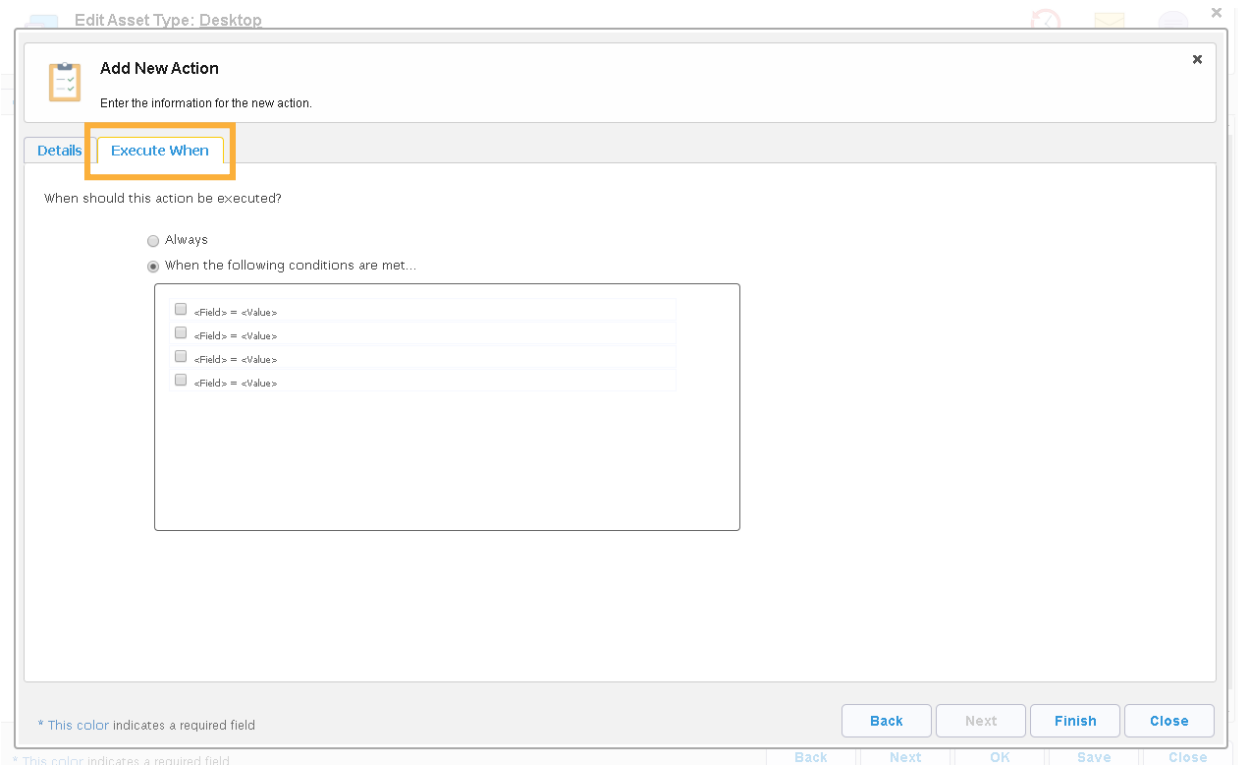 Edit Asset Type: Desktop
Add New Action
Enter the information for the new action.
Details
Execute When
When should this action be executed?
Always
When the following conditions are met...
<Field> = <Value>
<Field> = <Value>
<Field> = <Value>
<Field> = <Value>
* This color indicates a required field
Back
Next
Finish
Close
* This color indicates a required field
Back
Next
OK
Save
Close